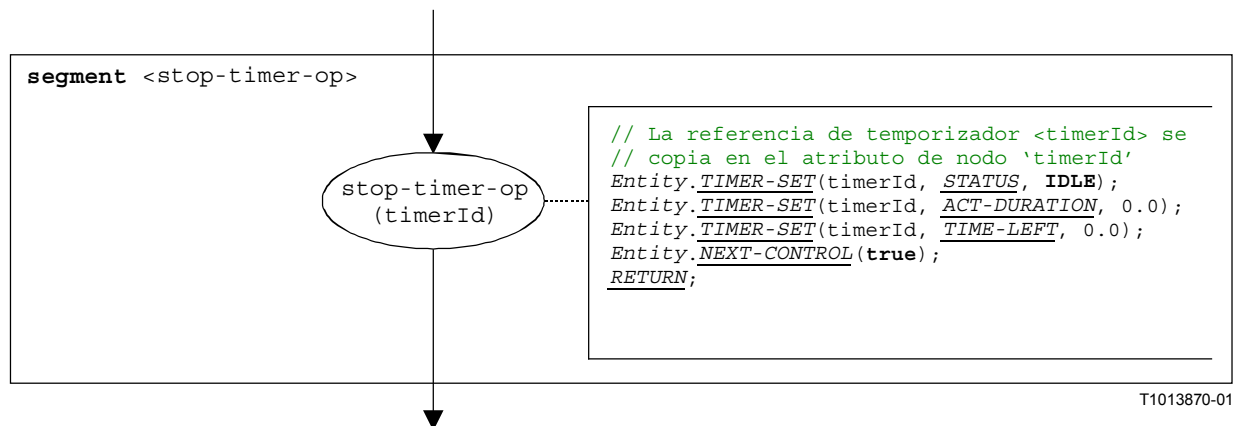 segment <stop-timer-op>
stop-timer-op
(timerId)
// La referencia de temporizador <timerId> se
// copia en el atributo de nodo ‘timerId’
Entity.TIMER-SET(timerId, STATUS, IDLE);
Entity.TIMER-SET(timerId, ACT-DURATION, 0.0);
Entity.TIMER-SET(timerId, TIME-LEFT, 0.0);
Entity.NEXT-CONTROL(true);
RETURN;
T1013870-01